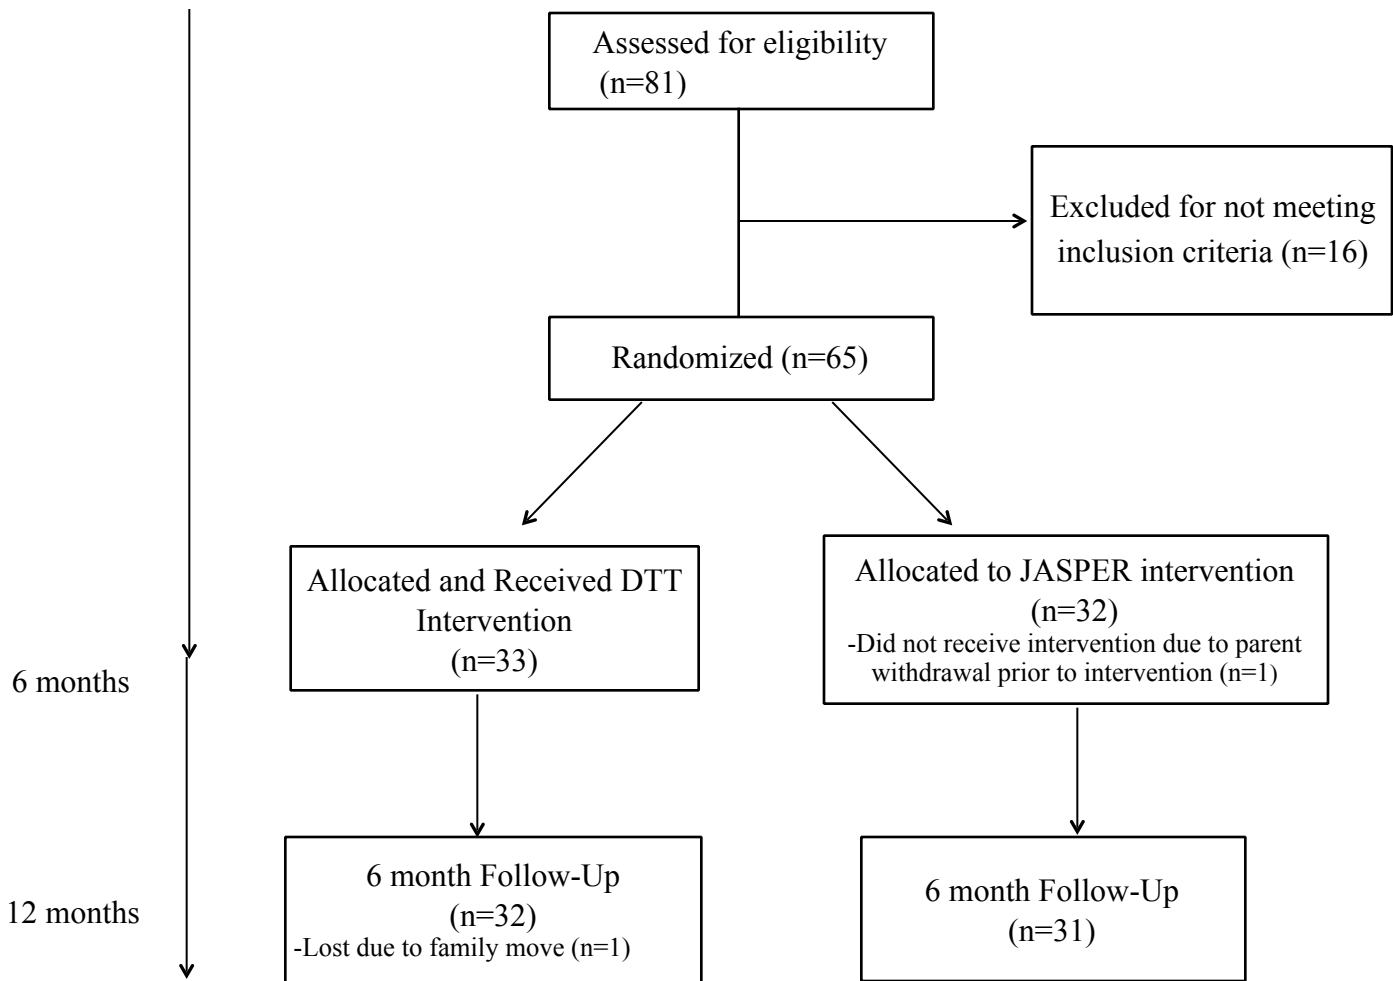 Assessed for eligibility
(n=81)
Excluded for not meeting
inclusion criteria (n=16)
Randomized (n=65)
Allocated and Received DTT
Intervention
(n=33)
Allocated to JASPER intervention
(n=32)
-Did not receive intervention due to parent
withdrawal prior to intervention (n=1)
6 months
6 month Follow-Up
(n=32)
-Lost due to family move (n=1)
6 month Follow-Up
(n=31)
12 months